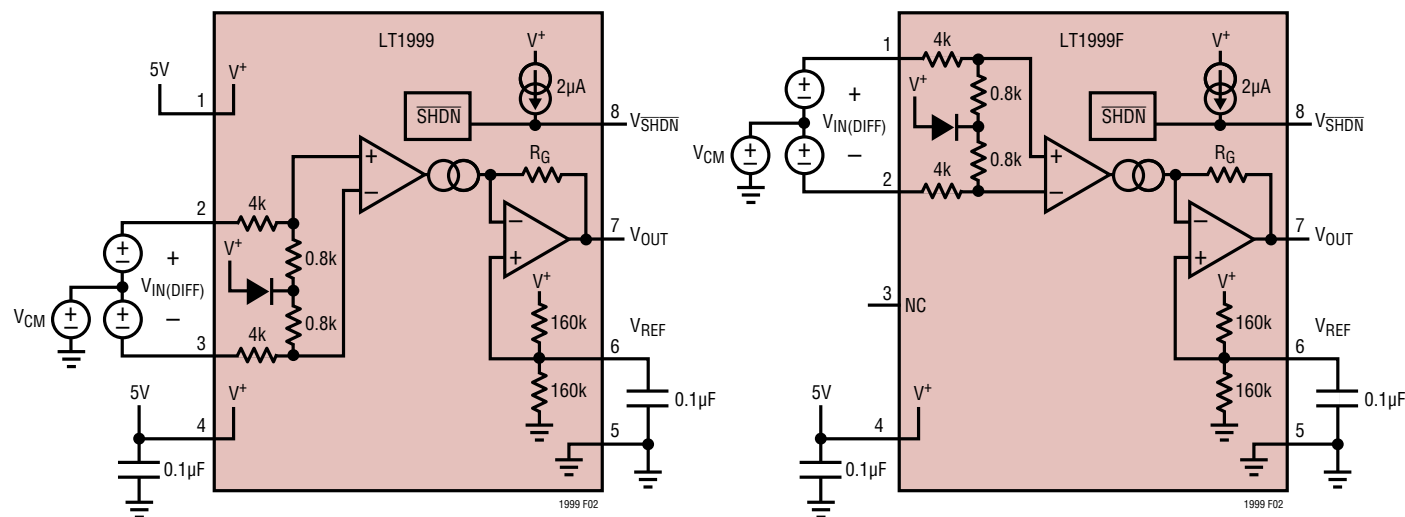 LT1999
5V
V+
1
V+
2µA
SHDN
8
VSHDN
RG
+
−
2
4k
V+
0.8k
+
−
+
VIN(DIFF)
−
+
−
VCM
+
−
0.8k
3
4k
−
+
7
VOUT
V+
160k
VREF
6
160k
0.1µF
5V
V+
4
5
0.1µF
1999 F02
LT1999F
1
4k
V+
0.8k
V+
2µA
SHDN
8
VSHDN
+
−
+
VIN(DIFF)
−
+
−
VCM
+
−
0.8k
2
4k
+
−
RG
−
+
7
VOUT
3
NC
V+
160k
VREF
6
160k
0.1µF
5V
V+
4
5
0.1µF
1999 F02